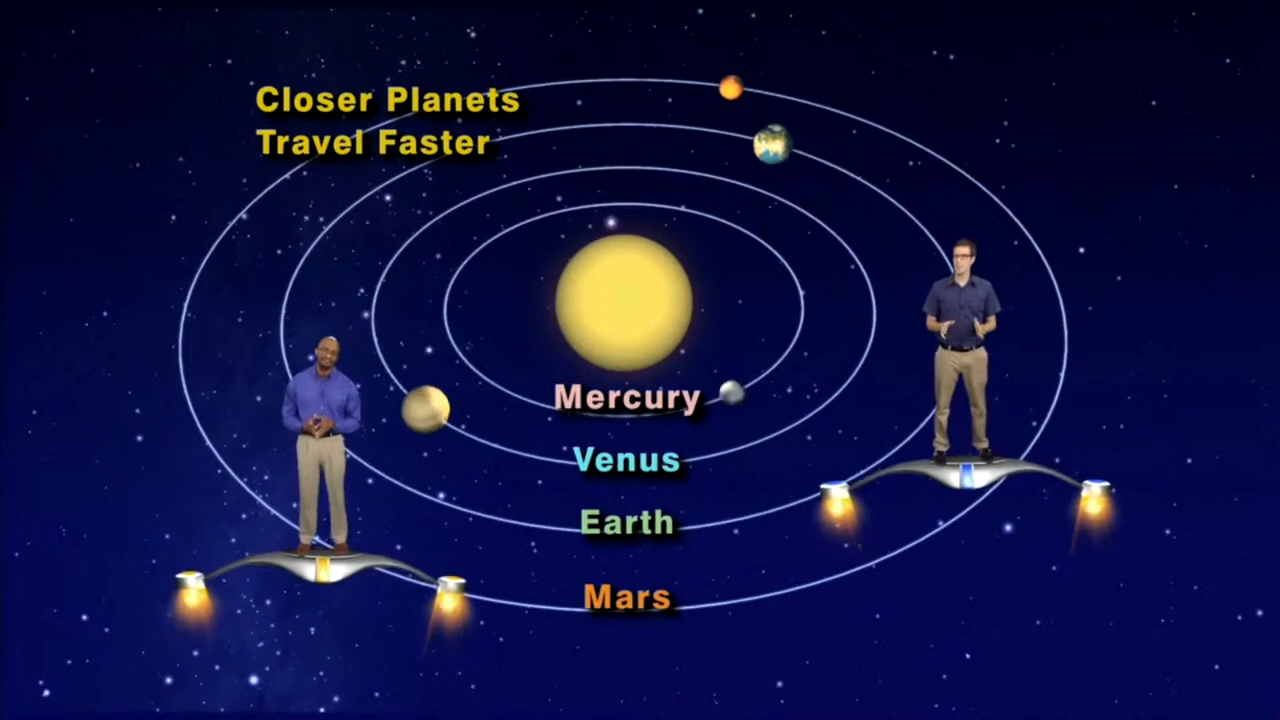 Closer Planets
Travel Faster
Mercury
Venus
Earth
Mars